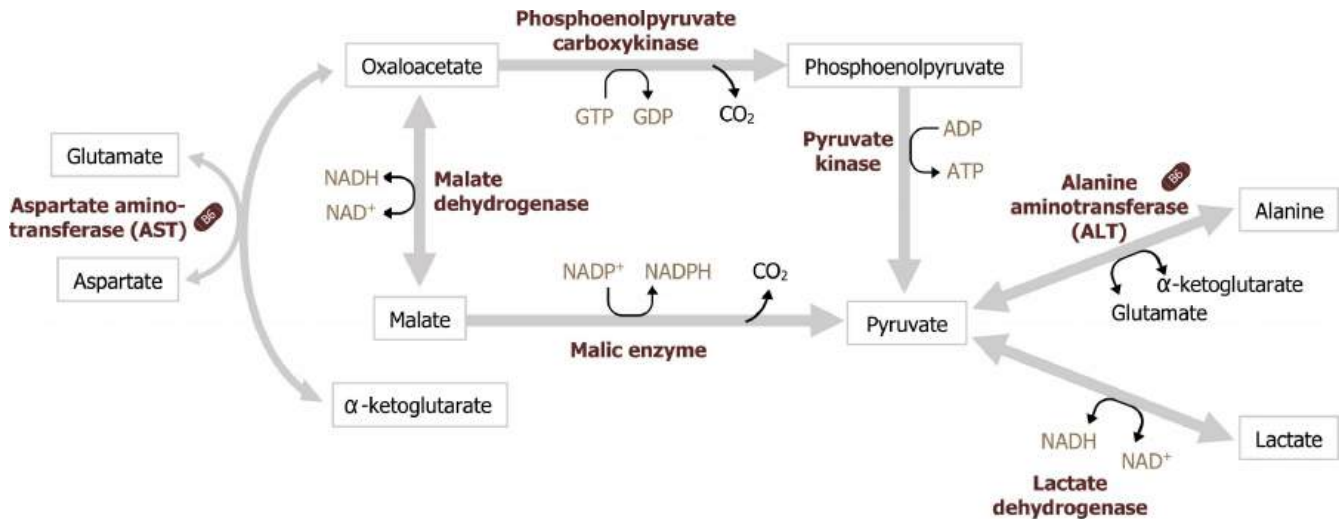 Phosphoenolpyruvate
carboxykinase
Oxaloacetate
Phosphoenolpyruvate
GTP
GDP
CO₂
Glutamate
Aspartate amino-
transferase (AST)
B6
Aspartate
NADH
NAD⁺
Malate
dehydrogenase
Pyruvate
kinase
ADP
ATP
Alanine
aminotransferase
(ALT)
B6
Alanine
α-ketoglutarate
Glutamate
NADP⁺
NADPH
CO₂
Malate
Malic enzyme
Pyruvate
α-ketoglutarate
NADH
NAD⁺
Lactate
dehydrogenase
Lactate